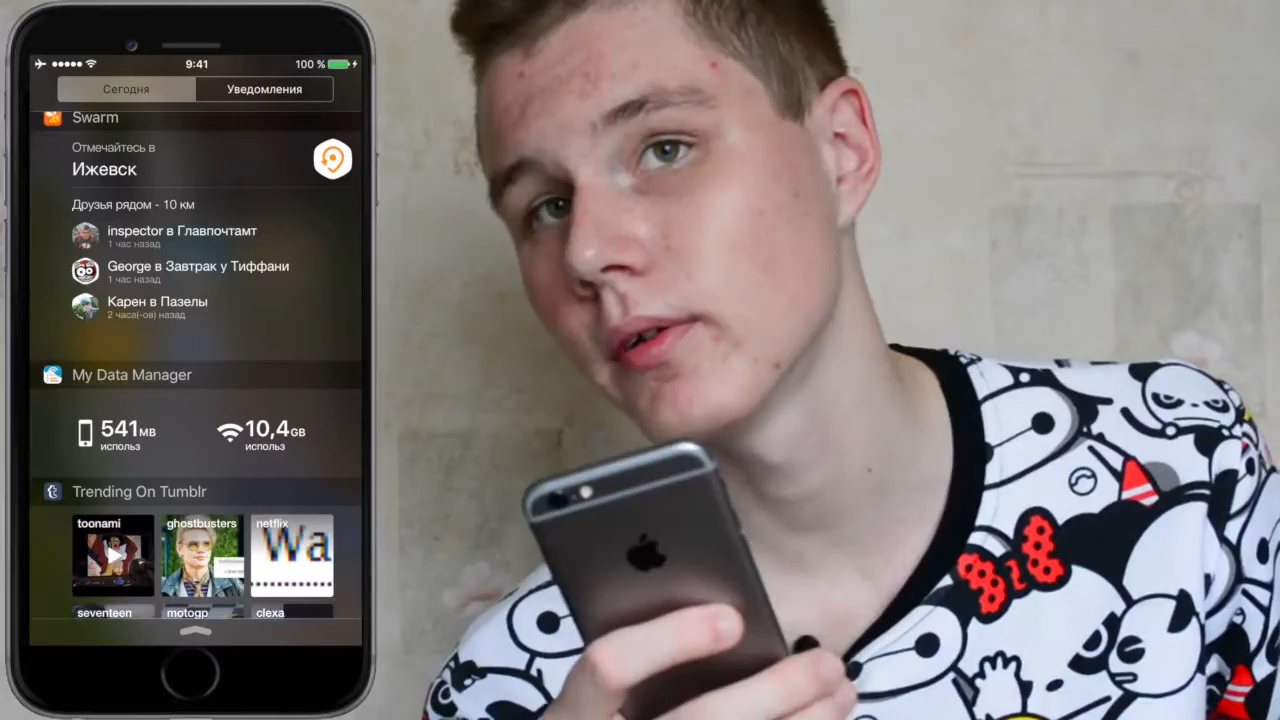 9:41
100 %
Сегодня
Уведомления
Swarm
Отмечайтесь в
Ижевск
Друзья рядом - 10 км
inspector в Главпочтамт
1 час назад
George в Завтрак у Тиффани
1 час назад
Карен в Пазелы
2 часа(-ов) назад
My Data Manager
541MB
использ
10,4GB
использ
Trending On Tumblr
toonami
ghostbusters
netflix
Wa
seventeen
motogp
clexa